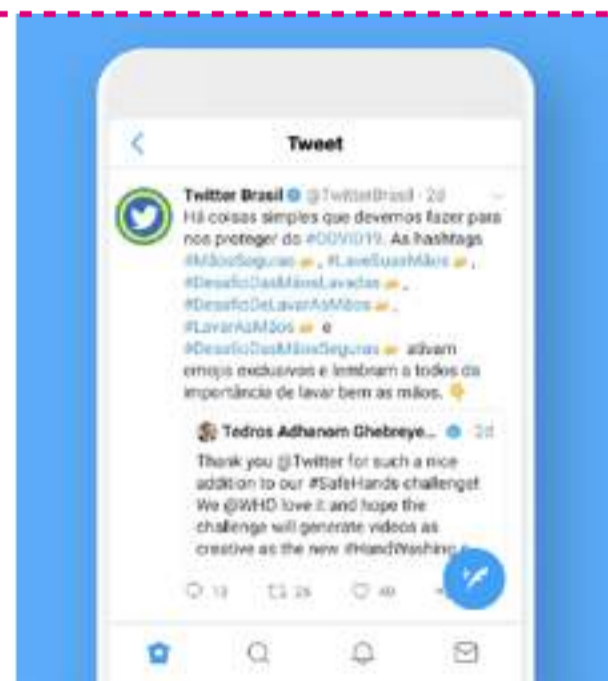 Tweet
Twitter Brasil @TwitterBrasil · 2d
Há coisas simples que devemos fazer para
nos proteger do #COVID19. As hashtags
#MãosSeguras , #LaveSuasMãos ,
#DesafioDasMãosLavadas ,
#DesafioDeLavarAsMãos ,
#LavarAsMãos e
#DesafioDasMãosSeguras ativam
emojis exclusivos e lembram a todos da
importância de lavar bem as mãos.
Tedros Adhanom Ghebreye... 2d
Thank you @Twitter for such a nice
addition to our #SafeHands challenge!
We @WHO love it and hope the
challenge will generate videos as
creative as the new #HandWashing
13 26 40